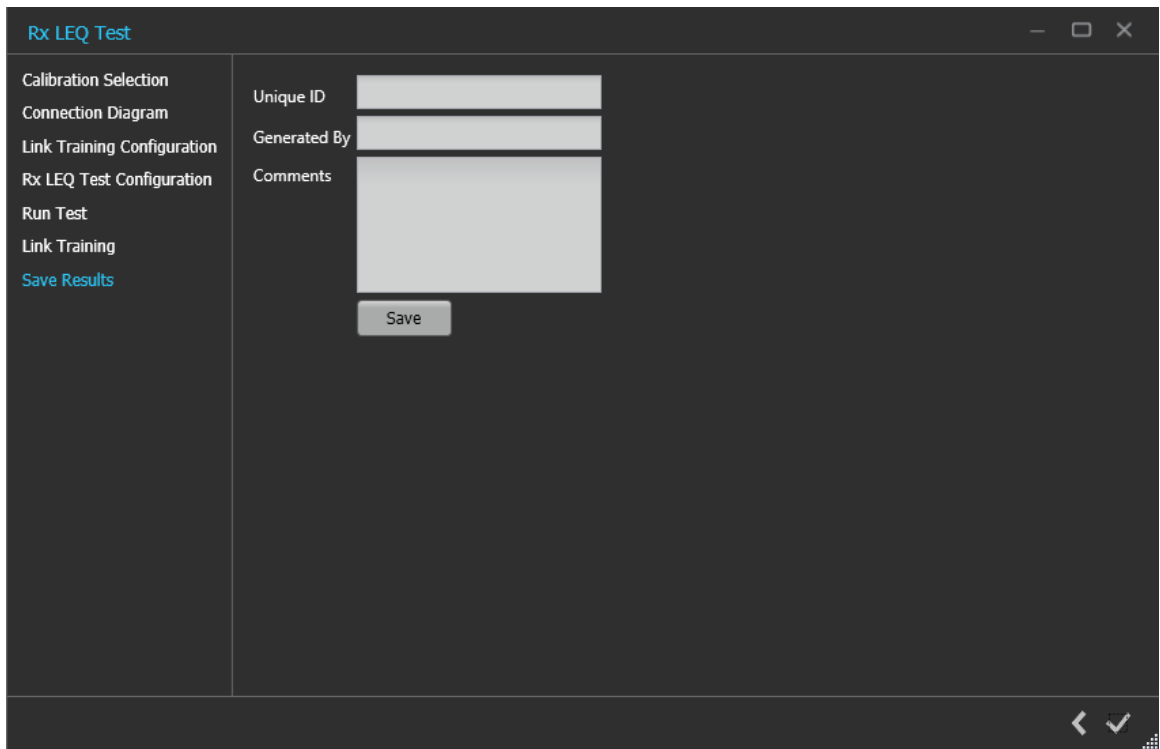 Rx LEQ Test
Calibration Selection
Connection Diagram
Link Training Configuration
Rx LEQ Test Configuration
Run Test
Link Training
Save Results
Unique ID
Generated By
Comments
Save